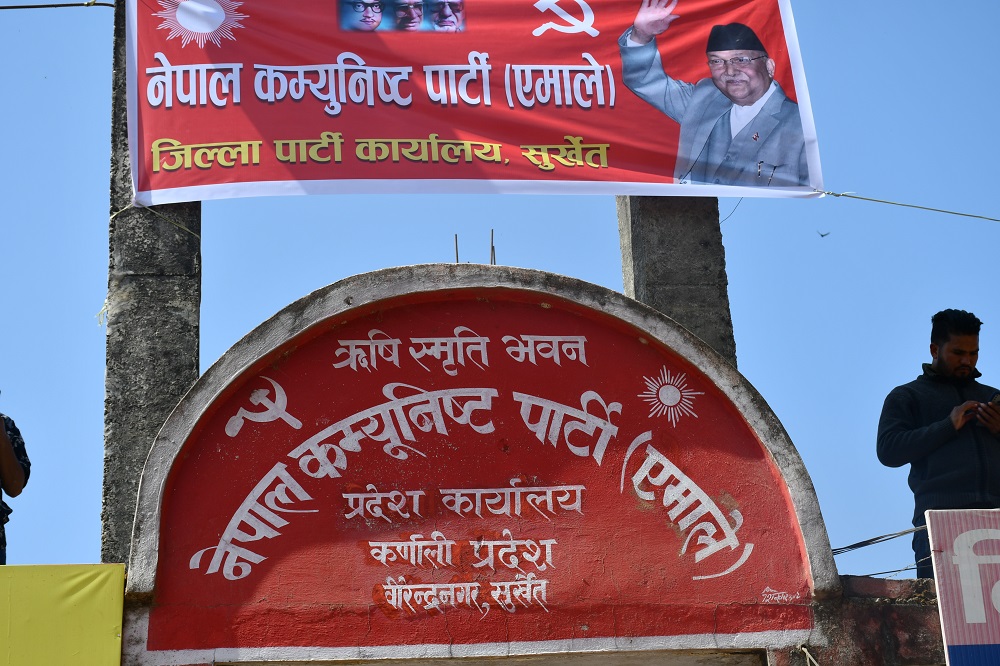 नेपाल कम्युनिष्ट पार्टी (एमाले)
जिल्ला पार्टी कार्यालय, सुर्खेत
ऋषि स्मृति भवन
नेपाल कम्युनिष्ट पार्टी (एमाले)
प्रदेश कार्यालय
कर्णाली प्रदेश
वीरेन्द्रनगर, सुर्खेत